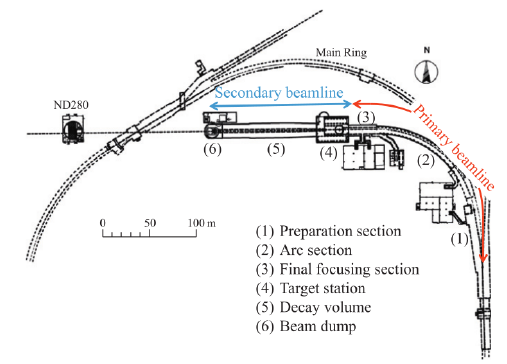 Main Ring
N
Secondary beamline
ND280
(3)
Primary beamline
(6)
(5)
(4)
(2)
(1)
0 50 100 m
(1) Preparation section
(2) Arc section
(3) Final focusing section
(4) Target station
(5) Decay volume
(6) Beam dump